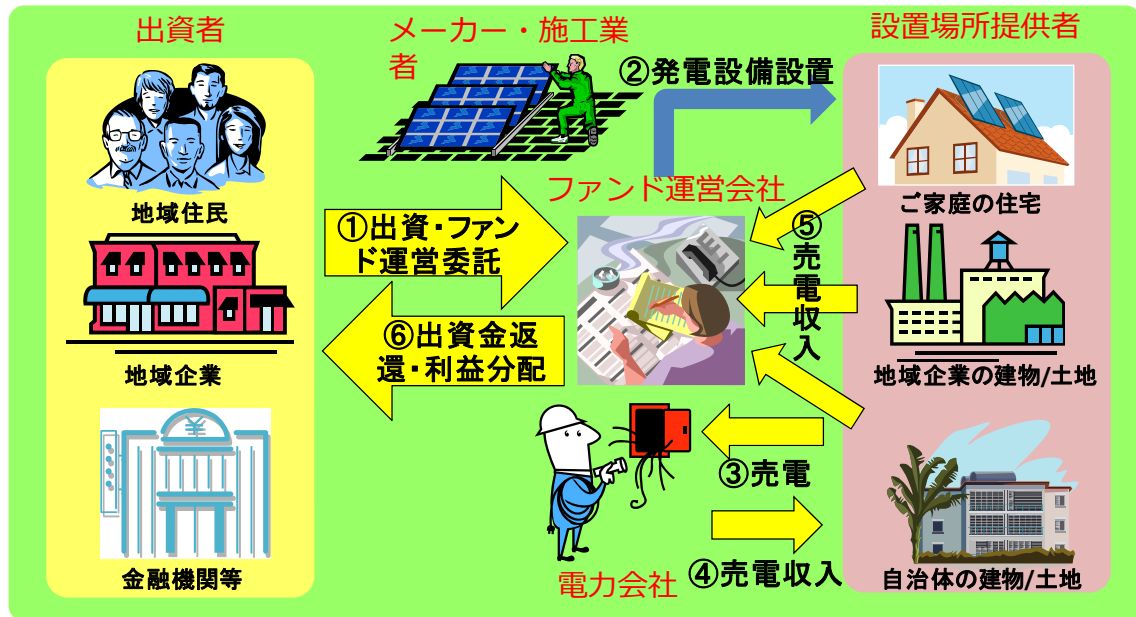 出資者
メーカー・施工業
者
設置場所提供者
②発電設備設置
地域住民
ファンド運営会社
ご家庭の住宅
①出資・ファン
ド運営委託
⑤売電収入
⑥出資金返
還・利益分配
地域企業
地域企業の建物/土地
③売電
④売電収入
金融機関等
電力会社
自治体の建物/土地
¥